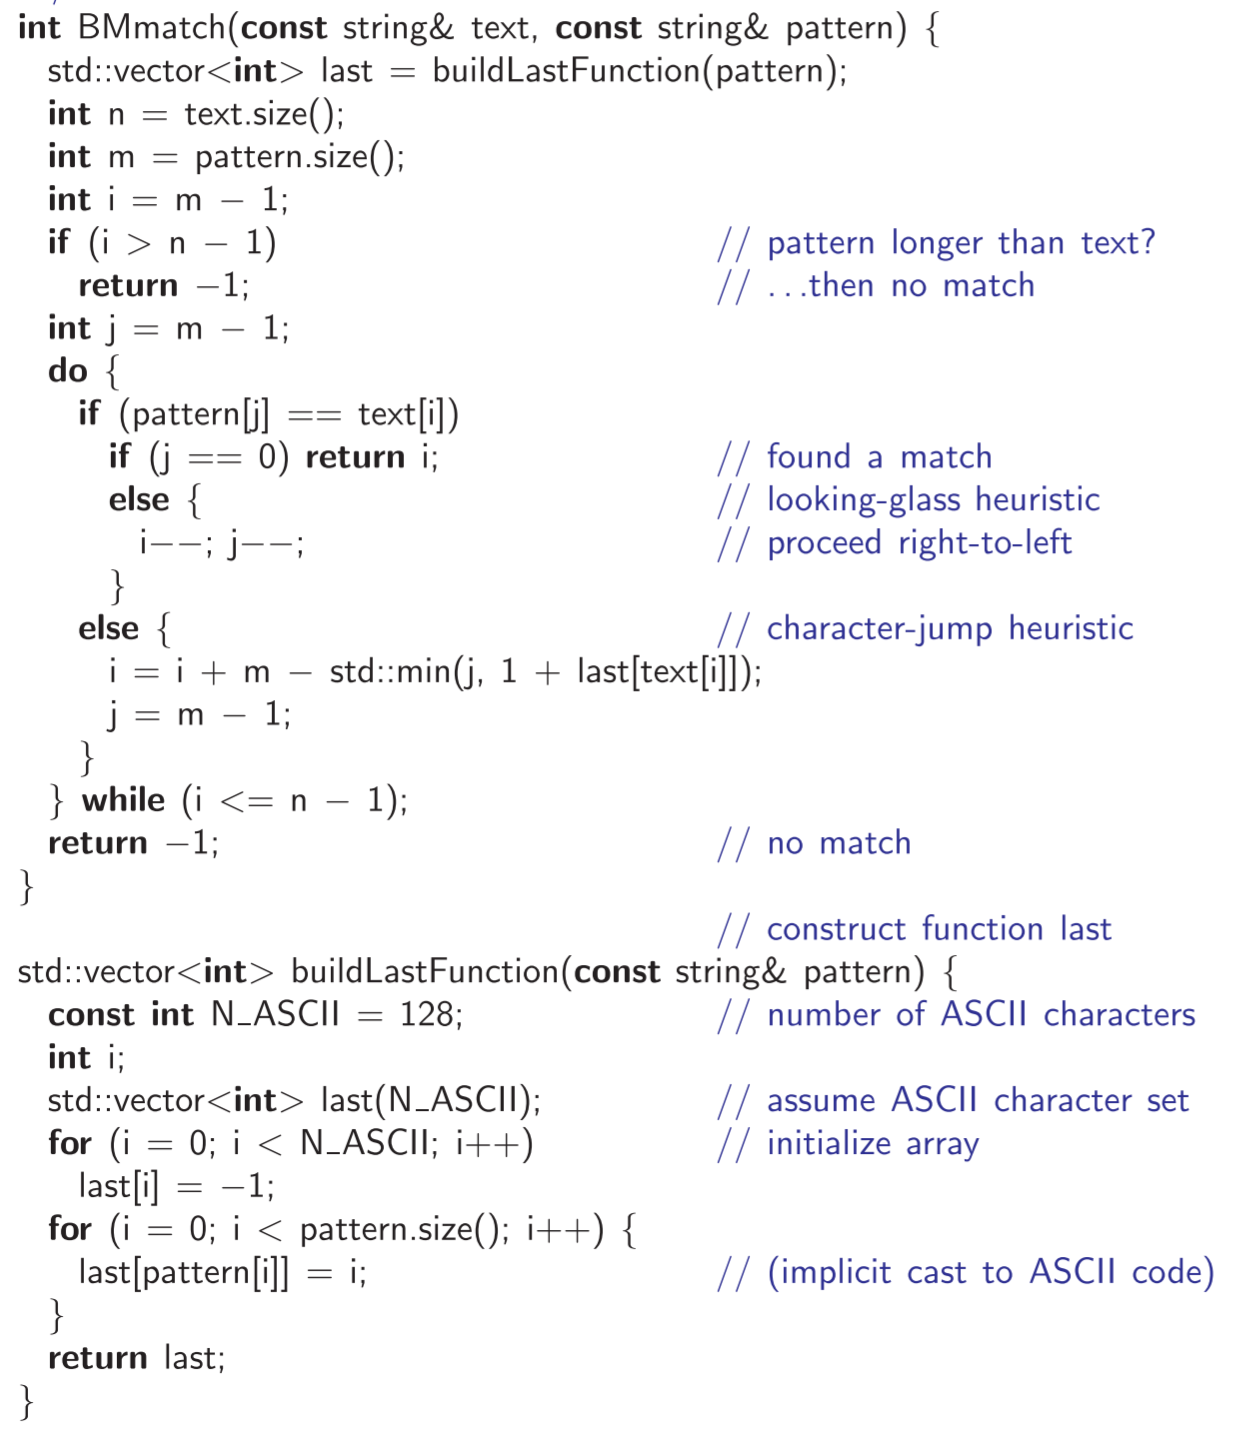 int BMmatch(const string& text, const string& pattern) {
std::vector<int> last = buildLastFunction(pattern);
int n = text.size();
int m = pattern.size();
int i = m − 1;
if (i > n − 1) // pattern longer than text?
return −1; // ...then no match
int j = m − 1;
do {
if (pattern[j] == text[i])
if (j == 0) return i; // found a match
else { // looking-glass heuristic
i−−; j−−; // proceed right-to-left
}
else { // character-jump heuristic
i = i + m − std::min(j, 1 + last[text[i]]);
j = m − 1;
}
} while (i <= n − 1);
return −1; // no match
}
// construct function last
std::vector<int> buildLastFunction(const string& pattern) {
const int N_ASCII = 128; // number of ASCII characters
int i;
std::vector<int> last(N_ASCII); // assume ASCII character set
for (i = 0; i < N_ASCII; i++) // initialize array
last[i] = −1;
for (i = 0; i < pattern.size(); i++) {
last[pattern[i]] = i; // (implicit cast to ASCII code)
}
return last;
}